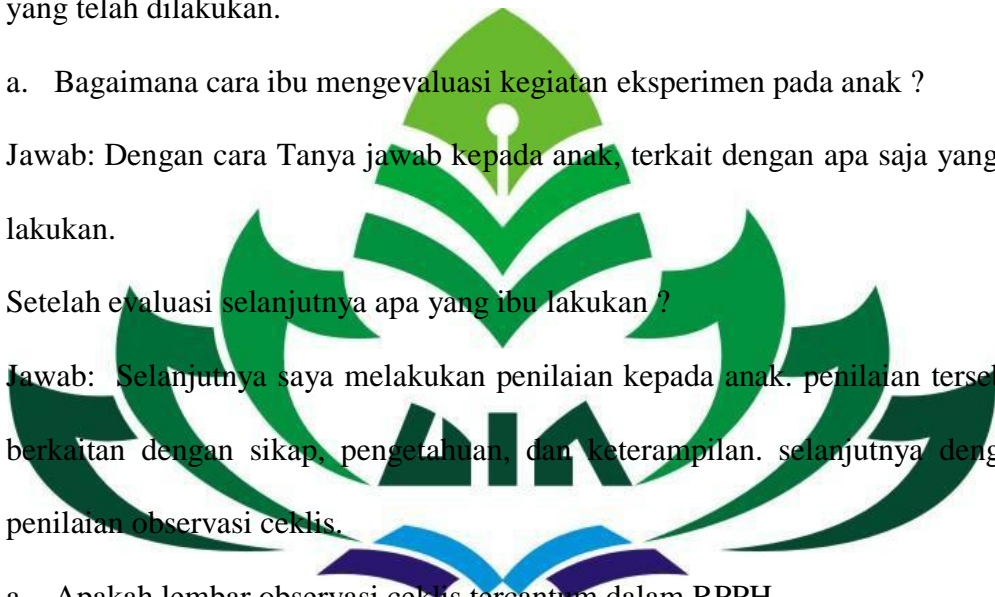 yang telah dilakukan.
a. Bagaimana cara ibu mengevaluasi kegiatan eksperimen pada anak ?
Jawab: Dengan cara Tanya jawab kepada anak, terkait dengan apa saja yang
lakukan.
Setelah evaluasi selanjutnya apa yang ibu lakukan ?
Jawab: Selanjutnya saya melakukan penilaian kepada anak. penilaian
berkaitan dengan sikap, pengetahuan, dan keterampilan. selanjutnya
penilaian observasi ceklis.
a. Apakah lembar observasi ceklis tercantum dalam RPPH